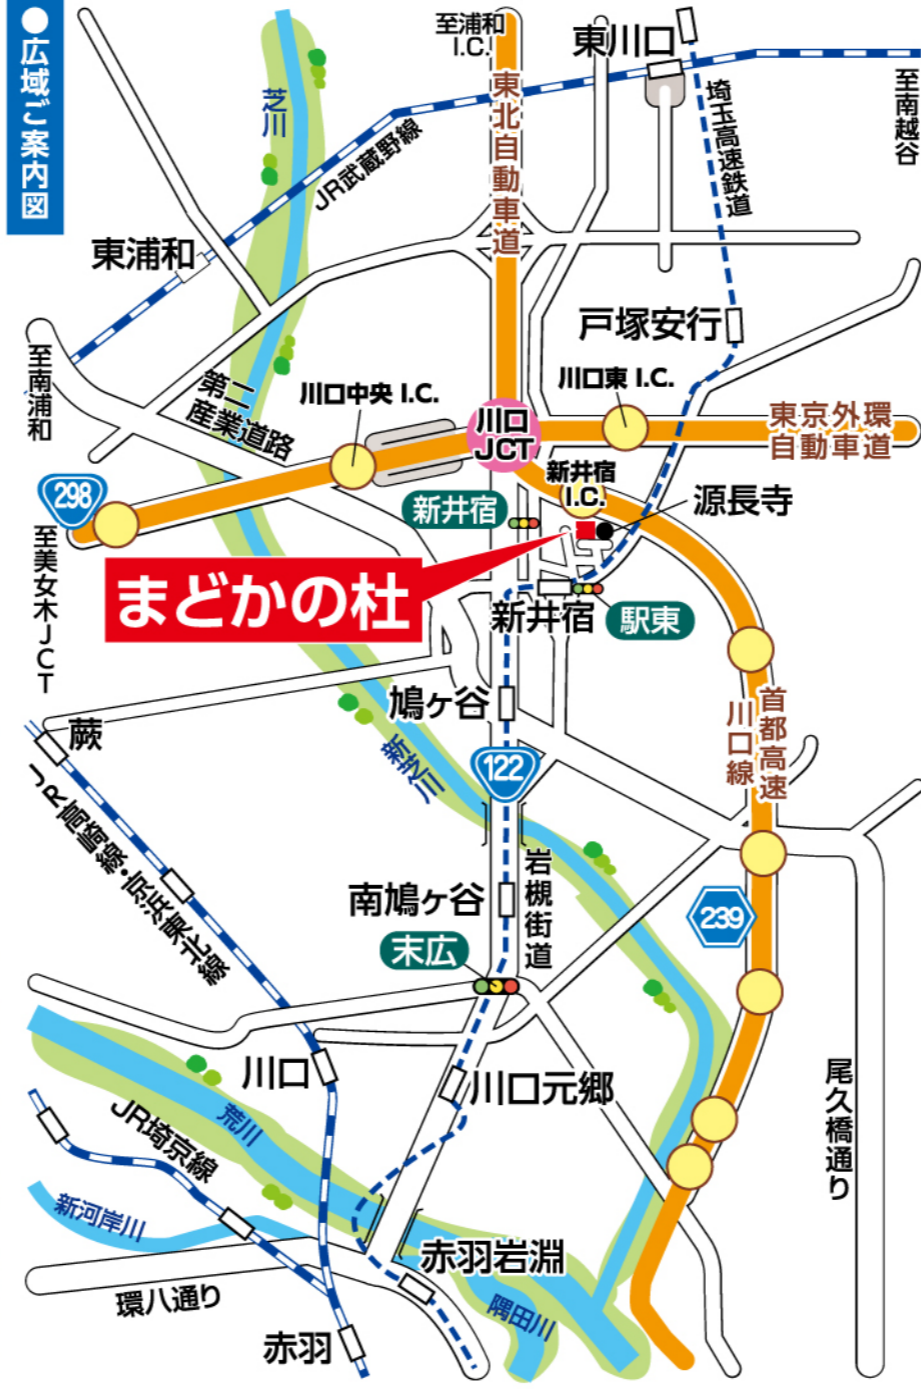 ●広域ご案内図
至浦和
I.C.
東川口
東北自動車道
埼玉高速鉄道
至南越谷
芝川
JR武蔵野線
東浦和
戸塚安行
至南浦和
第二
産業道路
川口中央 I.C.
川口東 I.C.
川口
JCT
東京外環
自動車道
新井宿
I.C.
298
新井宿
源長寺
至美女木JCT
まどかの杜
新井宿
駅東
鳩ヶ谷
蕨
新芝川
122
首都高速
川口線
JR高崎線・京浜東北線
南鳩ヶ谷
岩槻街道
239
末広
川口
川口元郷
尾久橋通り
荒川
JR埼京線
新河岸川
赤羽岩淵
環八通り
隅田川
赤羽